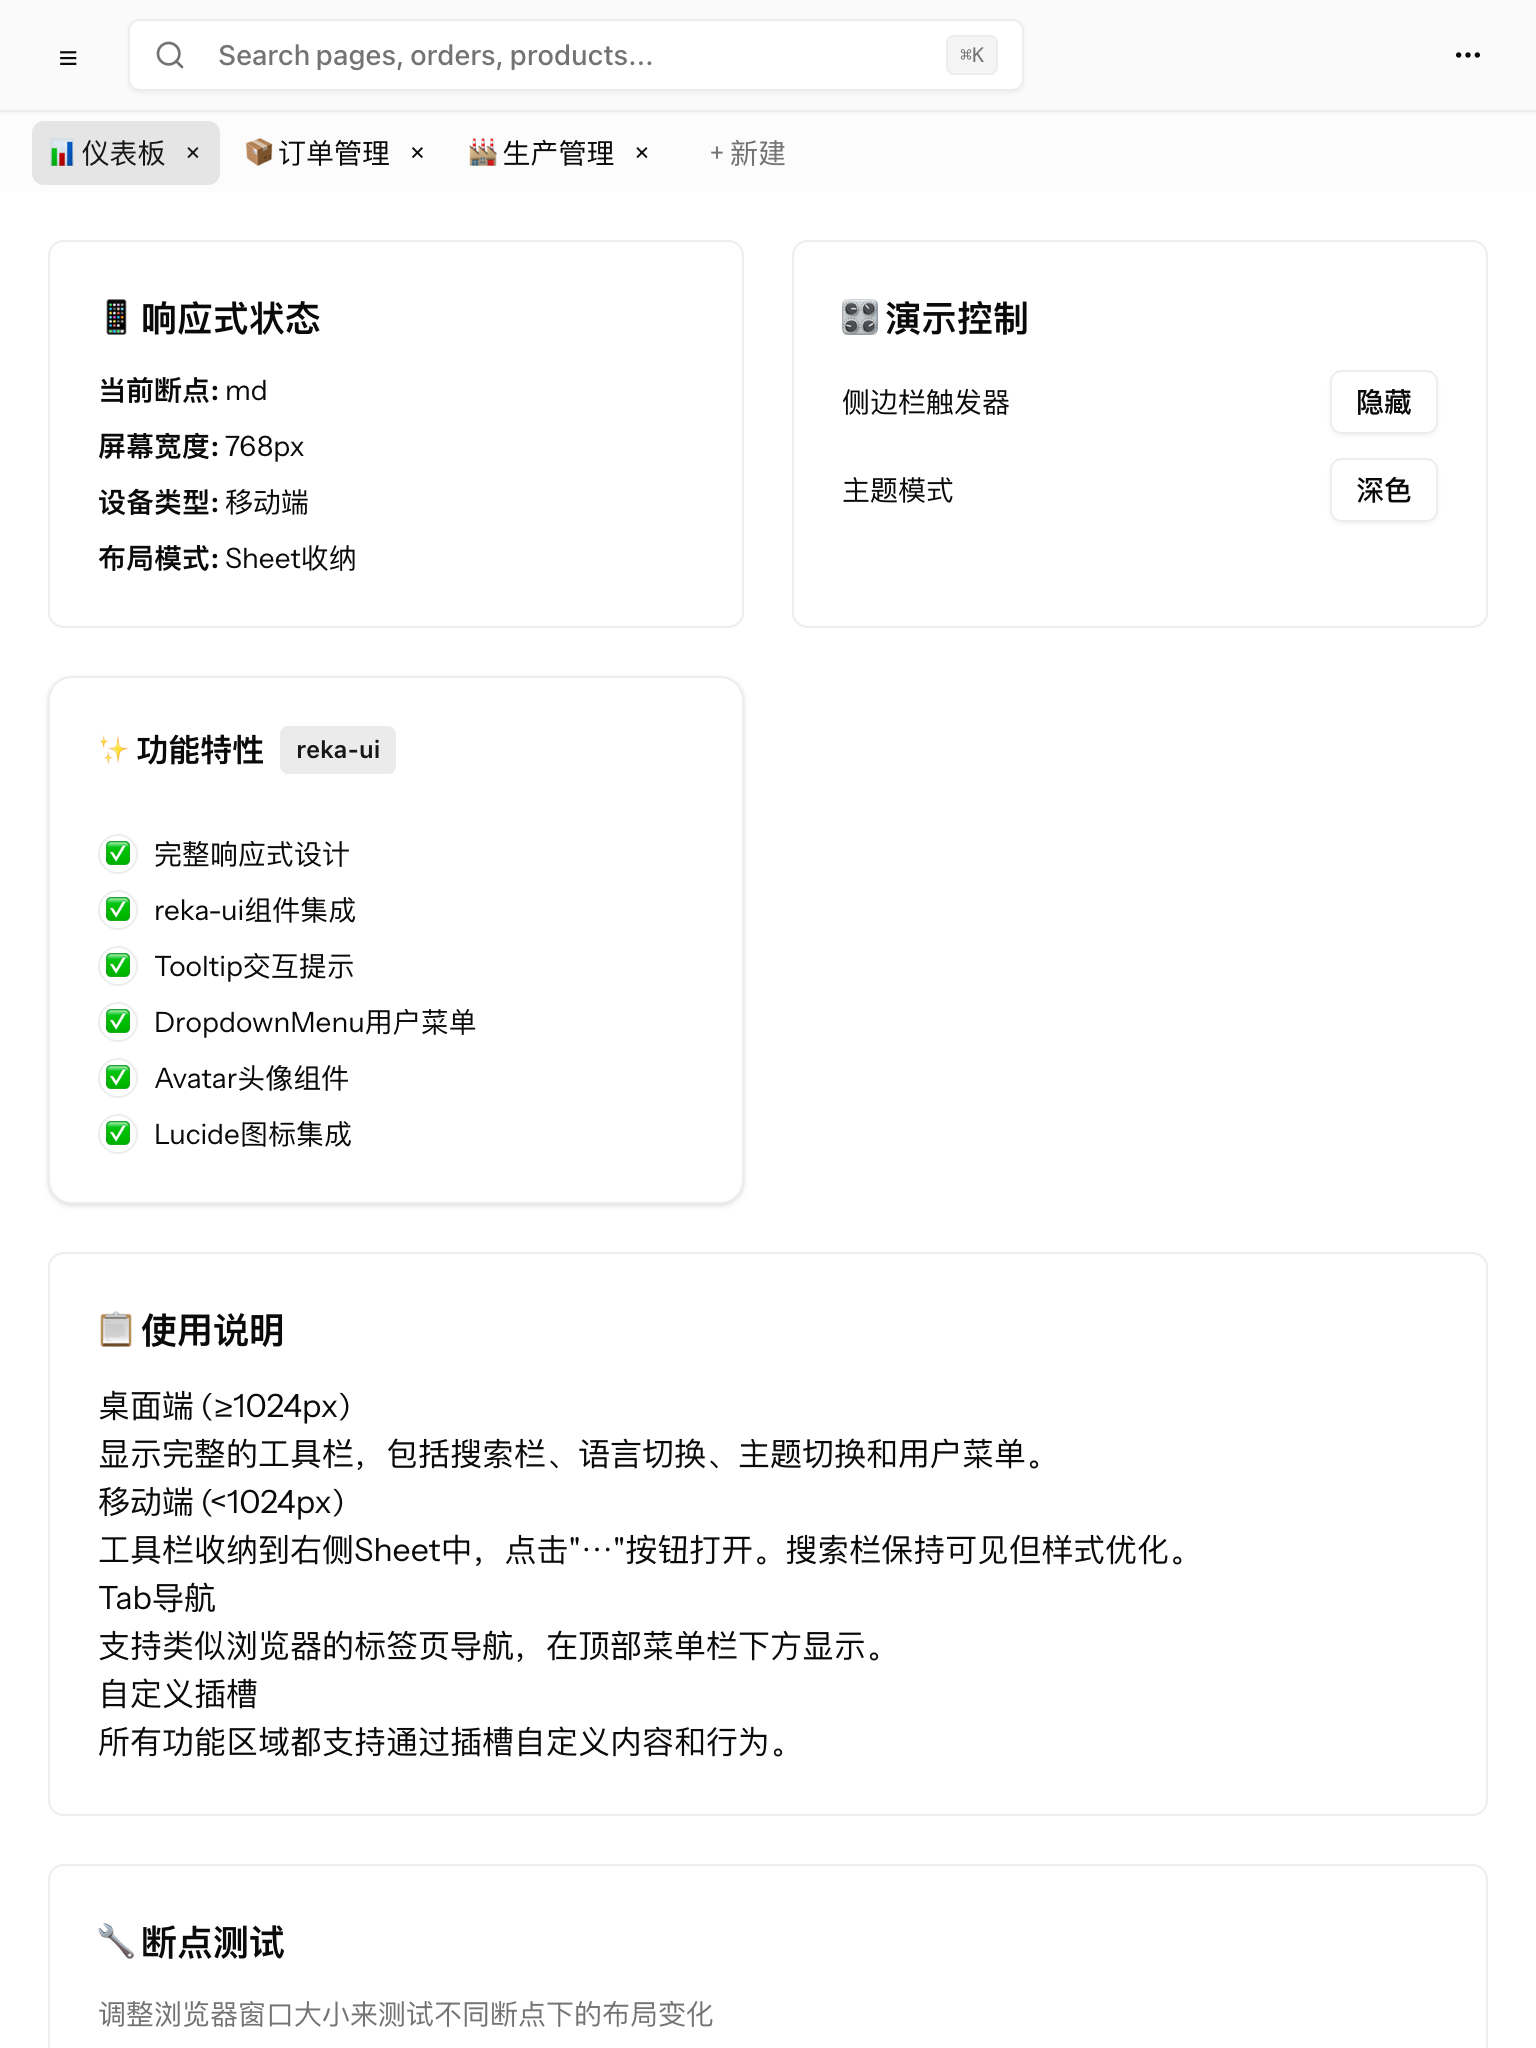 Search pages, orders, products...
⌘K
仪表板 ×
订单管理 ×
生产管理 ×
+ 新建
响应式状态
当前断点: md
屏幕宽度: 768px
设备类型: 移动端
布局模式: Sheet收纳
演示控制
侧边栏触发器
隐藏
主题模式
深色
功能特性
reka-ui
完整响应式设计
reka-ui组件集成
Tooltip交互提示
DropdownMenu用户菜单
Avatar头像组件
Lucide图标集成
使用说明
桌面端 (≥1024px)
显示完整的工具栏，包括搜索栏、语言切换、主题切换和用户菜单。
移动端 (<1024px)
工具栏收纳到右侧Sheet中，点击"⋯"按钮打开。搜索栏保持可见但样式优化。
Tab导航
支持类似浏览器的标签页导航，在顶部菜单栏下方显示。
自定义插槽
所有功能区域都支持通过插槽自定义内容和行为。
断点测试
调整浏览器窗口大小来测试不同断点下的布局变化